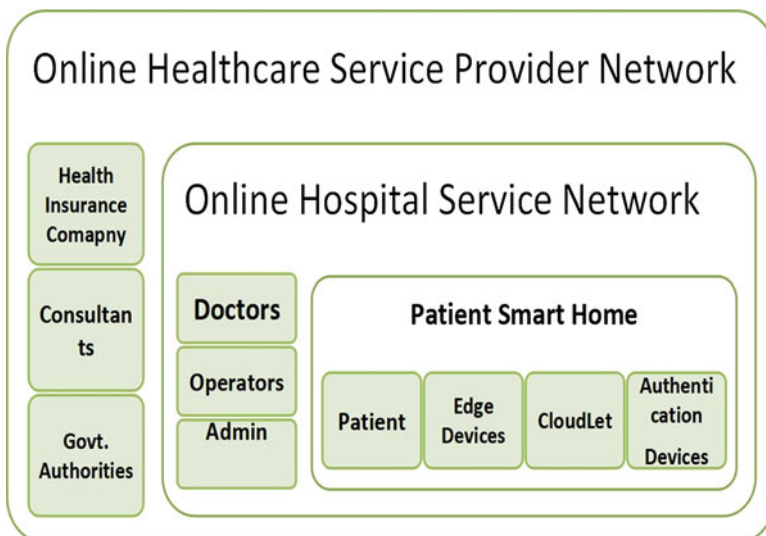 Online Healthcare Service Provider Network
Health
Insurance
Comapny
Consultan
ts
Govt.
Authorities
Online Hospital Service Network
Doctors
Operators
Admin
Patient Smart Home
Patient
Edge
Devices
CloudLet
Authenti
cation
Devices